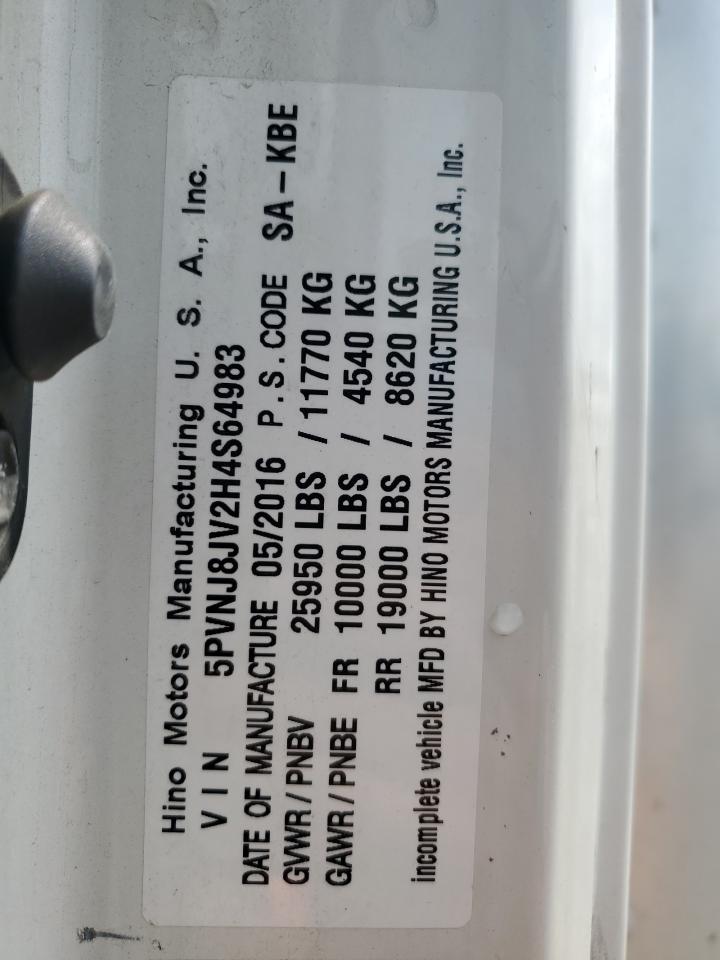 Hino Motors Manufacturing U. S. A., Inc.
VIN 5PVNJ8JV2H4S64983
DATE OF MANUFACTURE 05/2016 P.S. CODE SA-KBE
GVWR/PNBV 25950 LBS / 11770 KG
GAWR/PNBE FR 10000 LBS / 4540 KG
RR 19000 LBS / 8620 KG
incomplete vehicle MFD BY HINO MOTORS MANUFACTURING U.S.A., Inc.